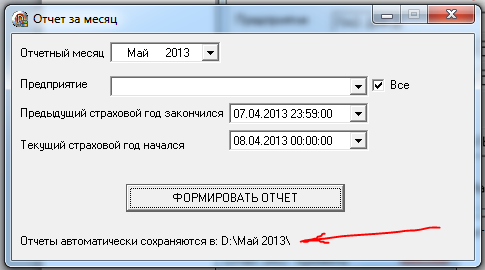 Отчет за месяц
Отчетный месяц Май 2013
Предприятие Все
Предыдущий страховой год закончился 07.04.2013 23:59:00
Текущий страховой год начался 08.04.2013 00:00:00
ФОРМИРОВАТЬ ОТЧЕТ
Отчеты автоматически сохраняются в: D:\Май 2013\